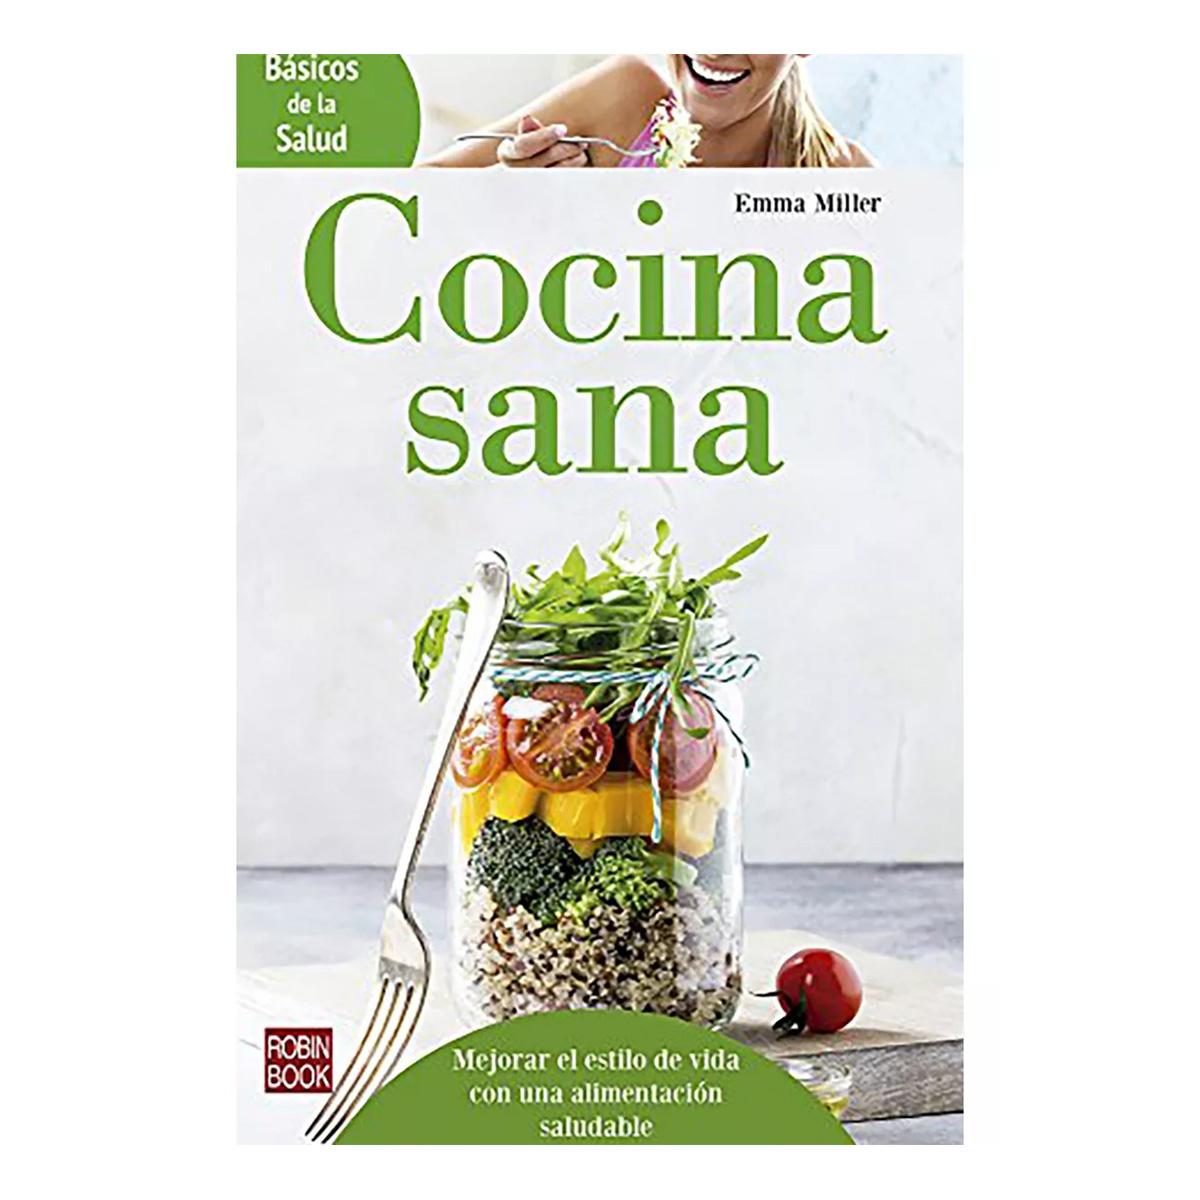 Básicos
de la
Salud
Emma Miller
Cocina
sana
ROBIN
BOOK
Mejorar el estilo de vida
con una alimentación
saludable